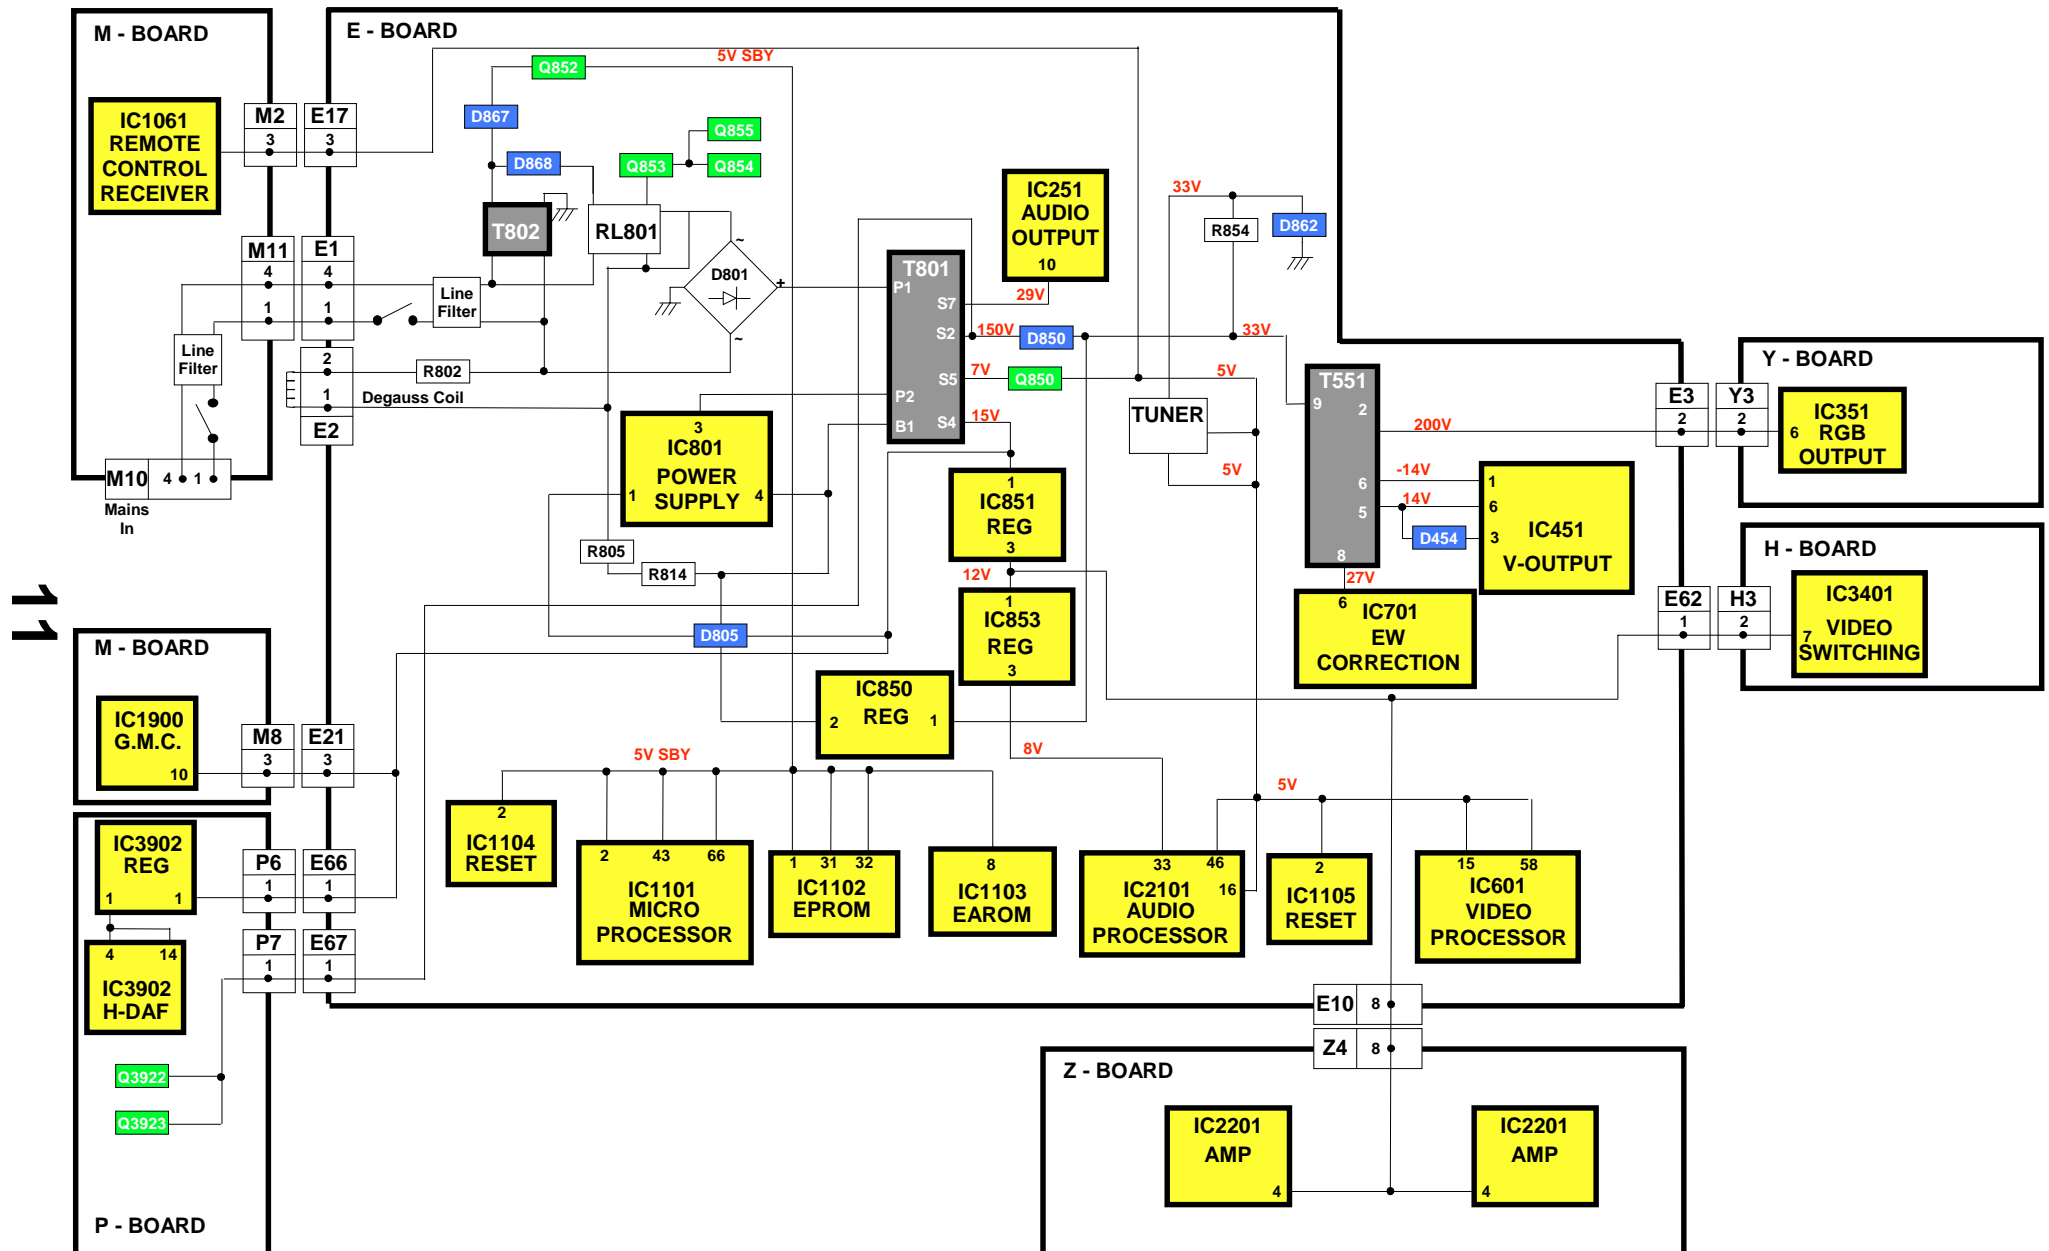 M - BOARD
E - BOARD
5V SBY
Q852
IC1061
REMOTE
CONTROL
RECEIVER
M2
3
E17
3
D867
D868
Q853
Q855
Q854
T802
RL801
IC251
AUDIO
OUTPUT
10
33V
R854
D862
M11
4
1
E1
4
1
Line
Filter
D801
~
+
~
T801
P1
S7
S2
S5
P2
S4
B1
29V
150V
D850
33V
7V
Q850
5V
15V
Line
Filter
2
1
E2
R802
Degauss Coil
TUNER
5V
T551
9
2
6
5
8
200V
-14V
14V
27V
E3
2
Y3
2
Y - BOARD
6
IC351
RGB
OUTPUT
M10
4
1
Mains
In
3
IC801
POWER
SUPPLY
1
4
1
IC851
REG
3
1
6
3
IC451
V-OUTPUT
D454
R805
R814
12V
1
IC853
REG
3
6
IC701
EW
CORRECTION
E62
1
H3
2
H - BOARD
IC3401
VIDEO
SWITCHING
7
11
M - BOARD
D805
IC850
REG
2
1
IC1900
G.M.C.
10
M8
3
E21
3
5V SBY
8V
5V
IC3902
REG
1
1
P6
1
E66
1
2
IC1104
RESET
2
43
66
IC1101
MICRO
PROCESSOR
1
31
32
IC1102
EPROM
8
IC1103
EAROM
33
46
16
IC2101
AUDIO
PROCESSOR
2
IC1105
RESET
15
58
IC601
VIDEO
PROCESSOR
4
14
IC3902
H-DAF
P7
1
E67
1
E10
8
Z4
8
Q3922
Q3923
Z - BOARD
IC2201
AMP
4
IC2201
AMP
4
P - BOARD